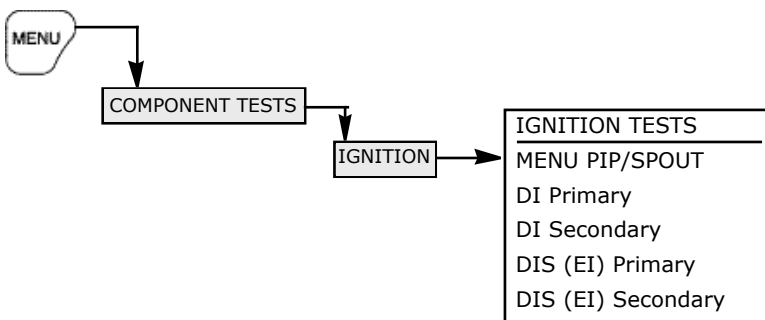 MENU
COMPONENT TESTS
IGNITION
IGNITION TESTS
MENU PIP/SPOUT
DI Primary
DI Secondary
DIS (EI) Primary
DIS (EI) Secondary